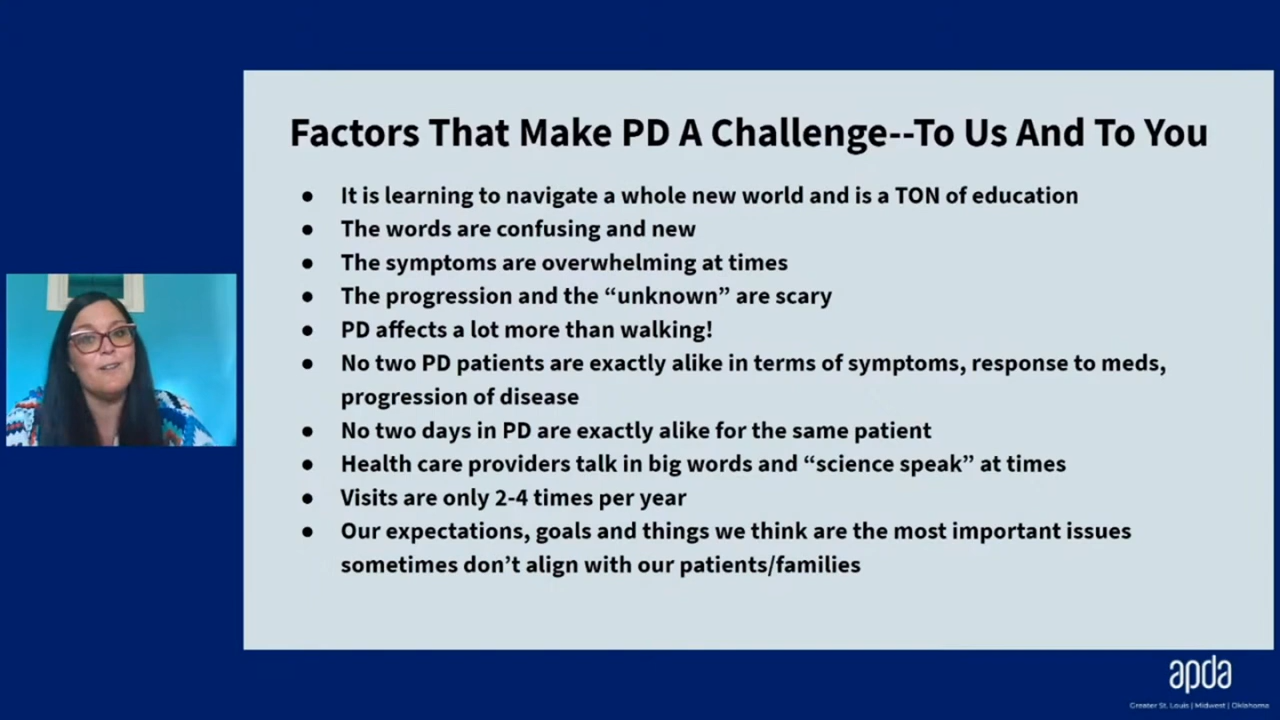 Factors That Make PD A Challenge--To Us And To You
● It is learning to navigate a whole new world and is a TON of education
● The words are confusing and new
● The symptoms are overwhelming at times
● The progression and the “unknown” are scary
● PD affects a lot more than walking!
● No two PD patients are exactly alike in terms of symptoms, response to meds,
progression of disease
● No two days in PD are exactly alike for the same patient
● Health care providers talk in big words and “science speak” at times
● Visits are only 2-4 times per year
● Our expectations, goals and things we think are the most important issues
sometimes don’t align with our patients/families
apda
Greater St. Louis | Midwest | Oklahoma